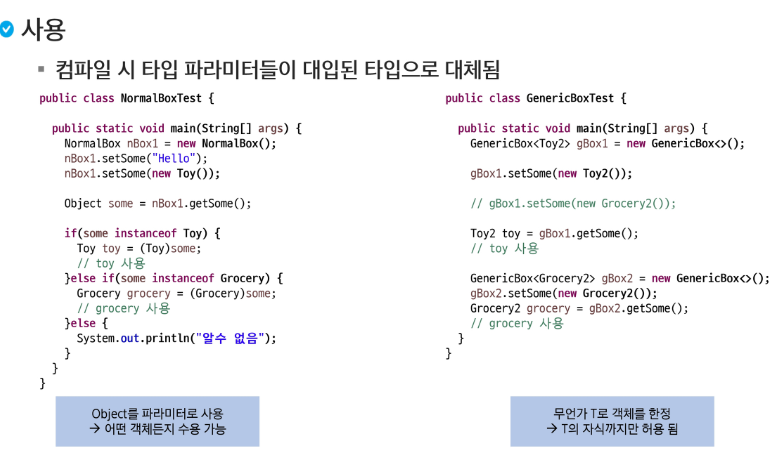 사용
▪ 컴파일 시 타입 파라미터들이 대입된 타입으로 대체됨
public class NormalBoxTest {
public static void main(String[] args) {
NormalBox nBox1 = new NormalBox();
nBox1.setSome("Hello");
nBox1.setSome(new Toy());
Object some = nBox1.getSome();
if(some instanceof Toy) {
Toy toy = (Toy)some;
// toy 사용
}else if(some instanceof Grocery) {
Grocery grocery = (Grocery)some;
// grocery 사용
}else {
System.out.println("알수 없음");
}
}
}
Object를 파라미터로 사용
→ 어떤 객체든지 수용 가능
public class GenericBoxTest {
public static void main(String[] args) {
GenericBox<Toy2> gBox1 = new GenericBox<>();
gBox1.setSome(new Toy2());
// gBox1.setSome(new Grocery2());
Toy2 toy = gBox1.getSome();
// toy 사용
GenericBox<Grocery2> gBox2 = new GenericBox<>();
gBox2.setSome(new Grocery2());
Grocery2 grocery = gBox2.getSome();
// grocery 사용
}
}
무언가 T로 객체를 한정
→ T의 자식까지만 허용 됨